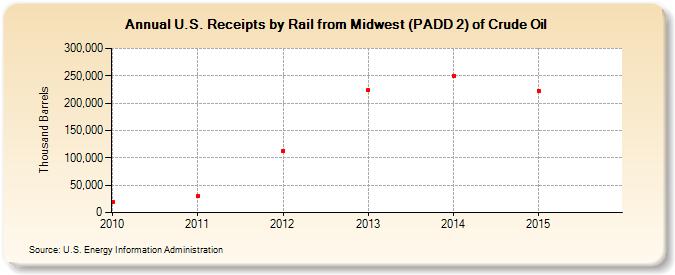 Annual U.S. Receipts by Rail from Midwest (PADD 2) of Crude Oil
Thousand Barrels
300,000
250,000
200,000
150,000
100,000
50,000
0
2010 2011 2012 2013 2014 2015
Source: U.S. Energy Information Administration